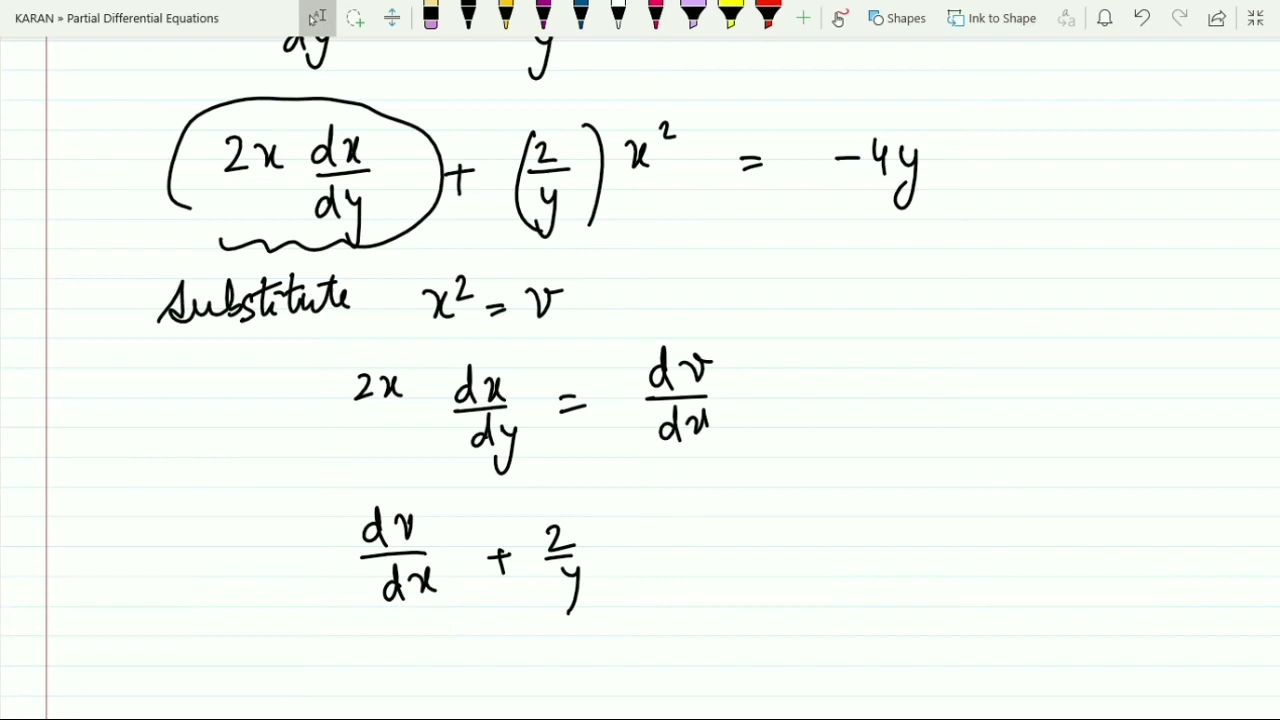 KARAN » Partial Differential Equations
Shapes
Ink to Shape
dy y
2x dx/dy + (2/y) x² = -4y
Substitute x² = v
2x dx/dy = dv/dx
dv/dx + 2/y